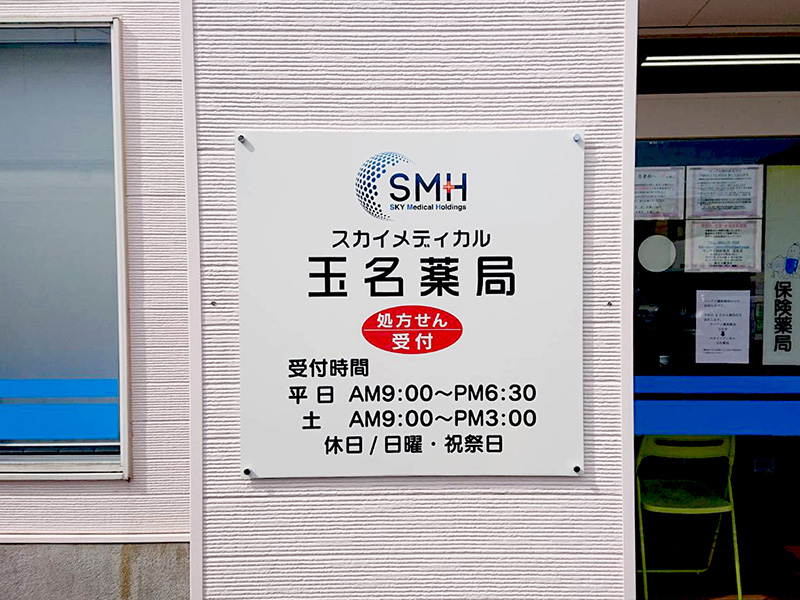 SMH
SKY Medical Holdings
スカイメディカル
玉名薬局
処方せん
受付
受付時間
平日 AM9:00～PM6:30
土 AM9:00～PM3:00
休日/日曜・祝祭日
保険薬局